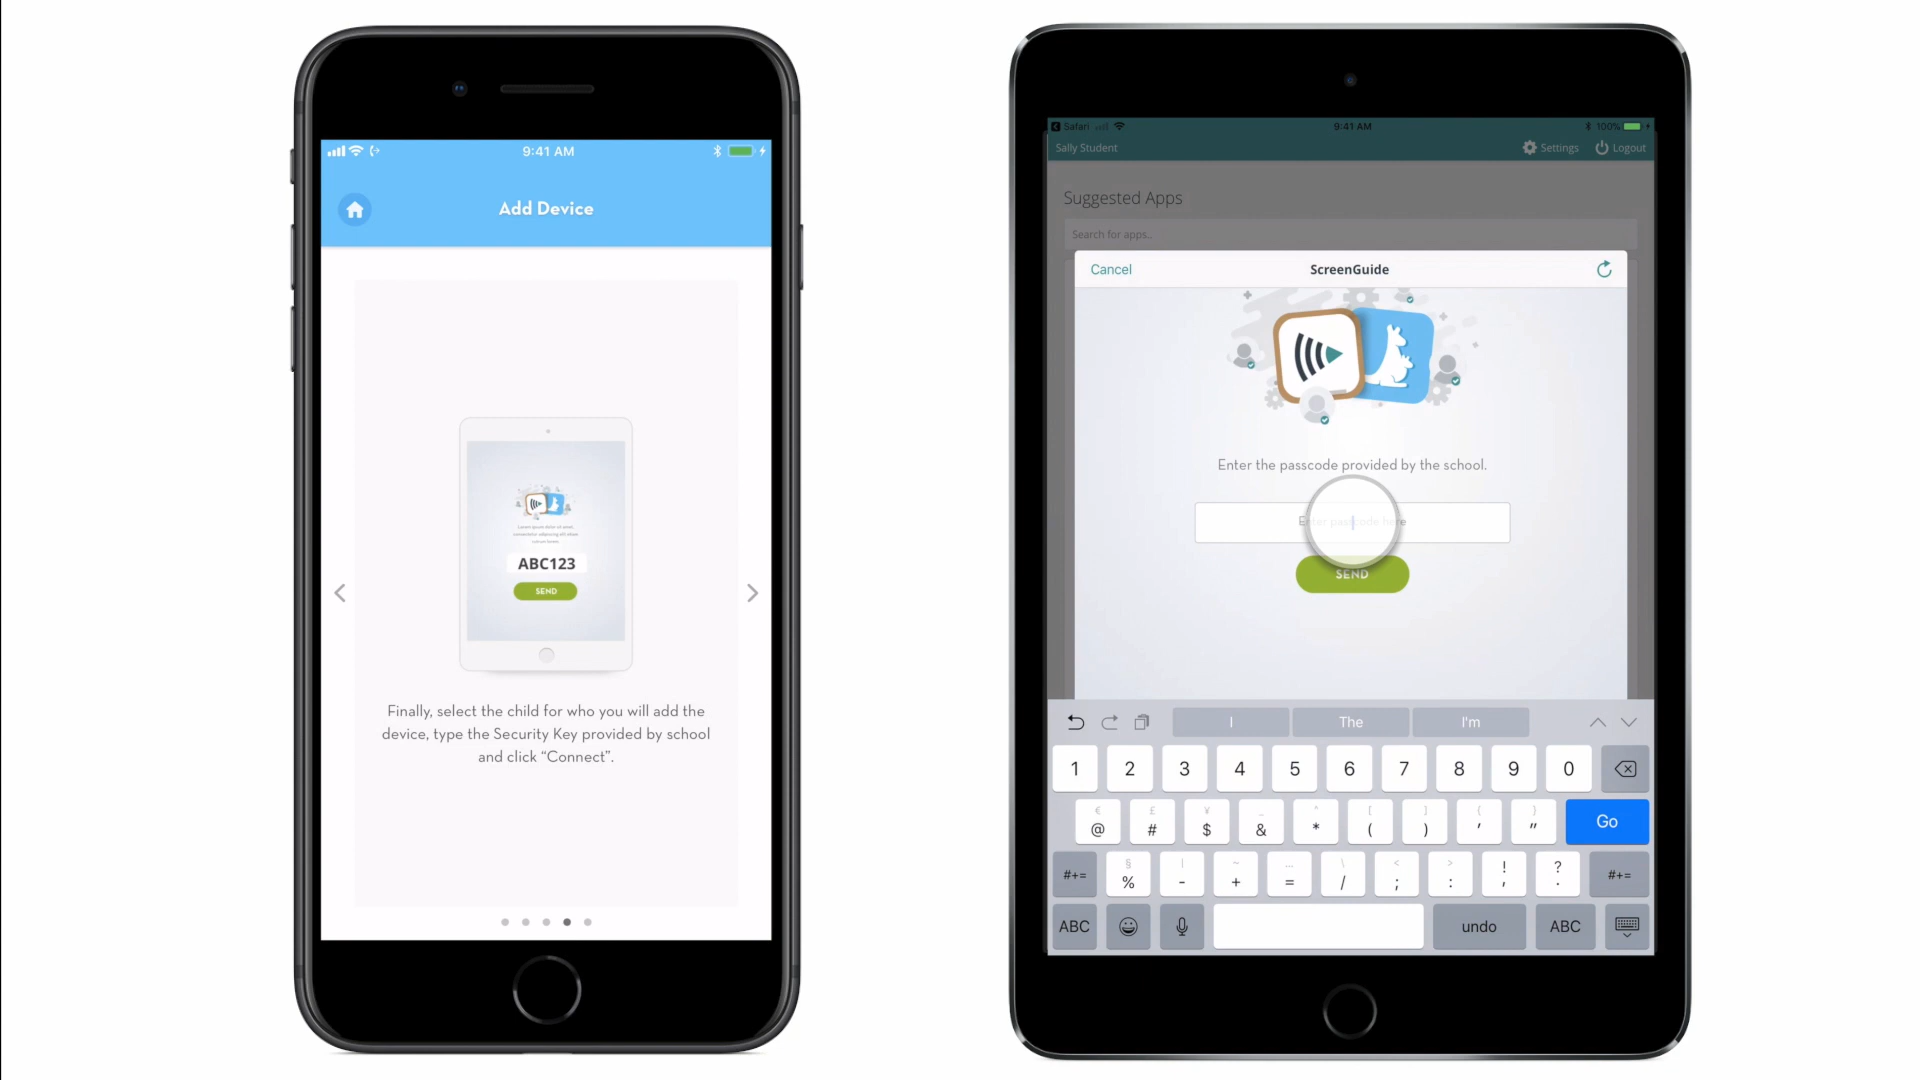 9:41 AM
Add Device
ABC123
SEND
Finally, select the child for who you will add the
device, type the Security Key provided by school
and click “Connect”.
Safari
9:41 AM
100%
Sally Student
Settings
Logout
Suggested Apps
Search for apps..
Cancel
ScreenGuide
Enter the passcode provided by the school.
Enter passcode here
SEND
I
The
I'm
1 2 3 4 5 6 7 8 9 0
€ £ ¥ _ ^ [ ] { }
@ # $ & * ( ) ' "
Go
§ | ~ … \ < > ! ?
#+= % - + = / ; : , . #+=
ABC
undo
ABC